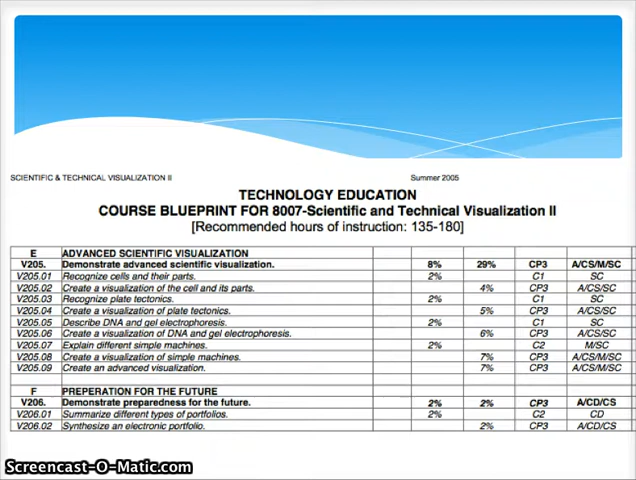 SCIENTIFIC & TECHNICAL VISUALIZATION II Summer 2005
TECHNOLOGY EDUCATION
COURSE BLUEPRINT FOR 8007-Scientific and Technical Visualization II
[Recommended hours of instruction: 135-180]
E ADVANCED SCIENTIFIC VISUALIZATION
V205. Demonstrate advanced scientific visualization. 8% 29% CP3 A/CS/M/SC
V205.01 Recognize cells and their parts. 2% C1 SC
V205.02 Create a visualization of the cell and its parts. 4% CP3 A/CS/SC
V205.03 Recognize plate tectonics. 2% C1 SC
V205.04 Create a visualization of plate tectonics. 5% CP3 A/CS/SC
V205.05 Describe DNA and gel electrophoresis. 2% C1 SC
V205.06 Create a visualization of DNA and gel electrophoresis. 6% CP3 A/CS/SC
V205.07 Explain different simple machines. 2% C2 M/SC
V205.08 Create a visualization of simple machines. 7% CP3 A/CS/M/SC
V205.09 Create an advanced visualization. 7% CP3 A/CS/M/SC
F PREPARATION FOR THE FUTURE
V206. Demonstrate preparedness for the future. 2% 2% CP3 A/CD/CS
V206.01 Summarize different types of portfolios. 2% C2 CD
V206.02 Synthesize an electronic portfolio. 2% CP3 A/CD/CS
Screencast-O-Matic.com